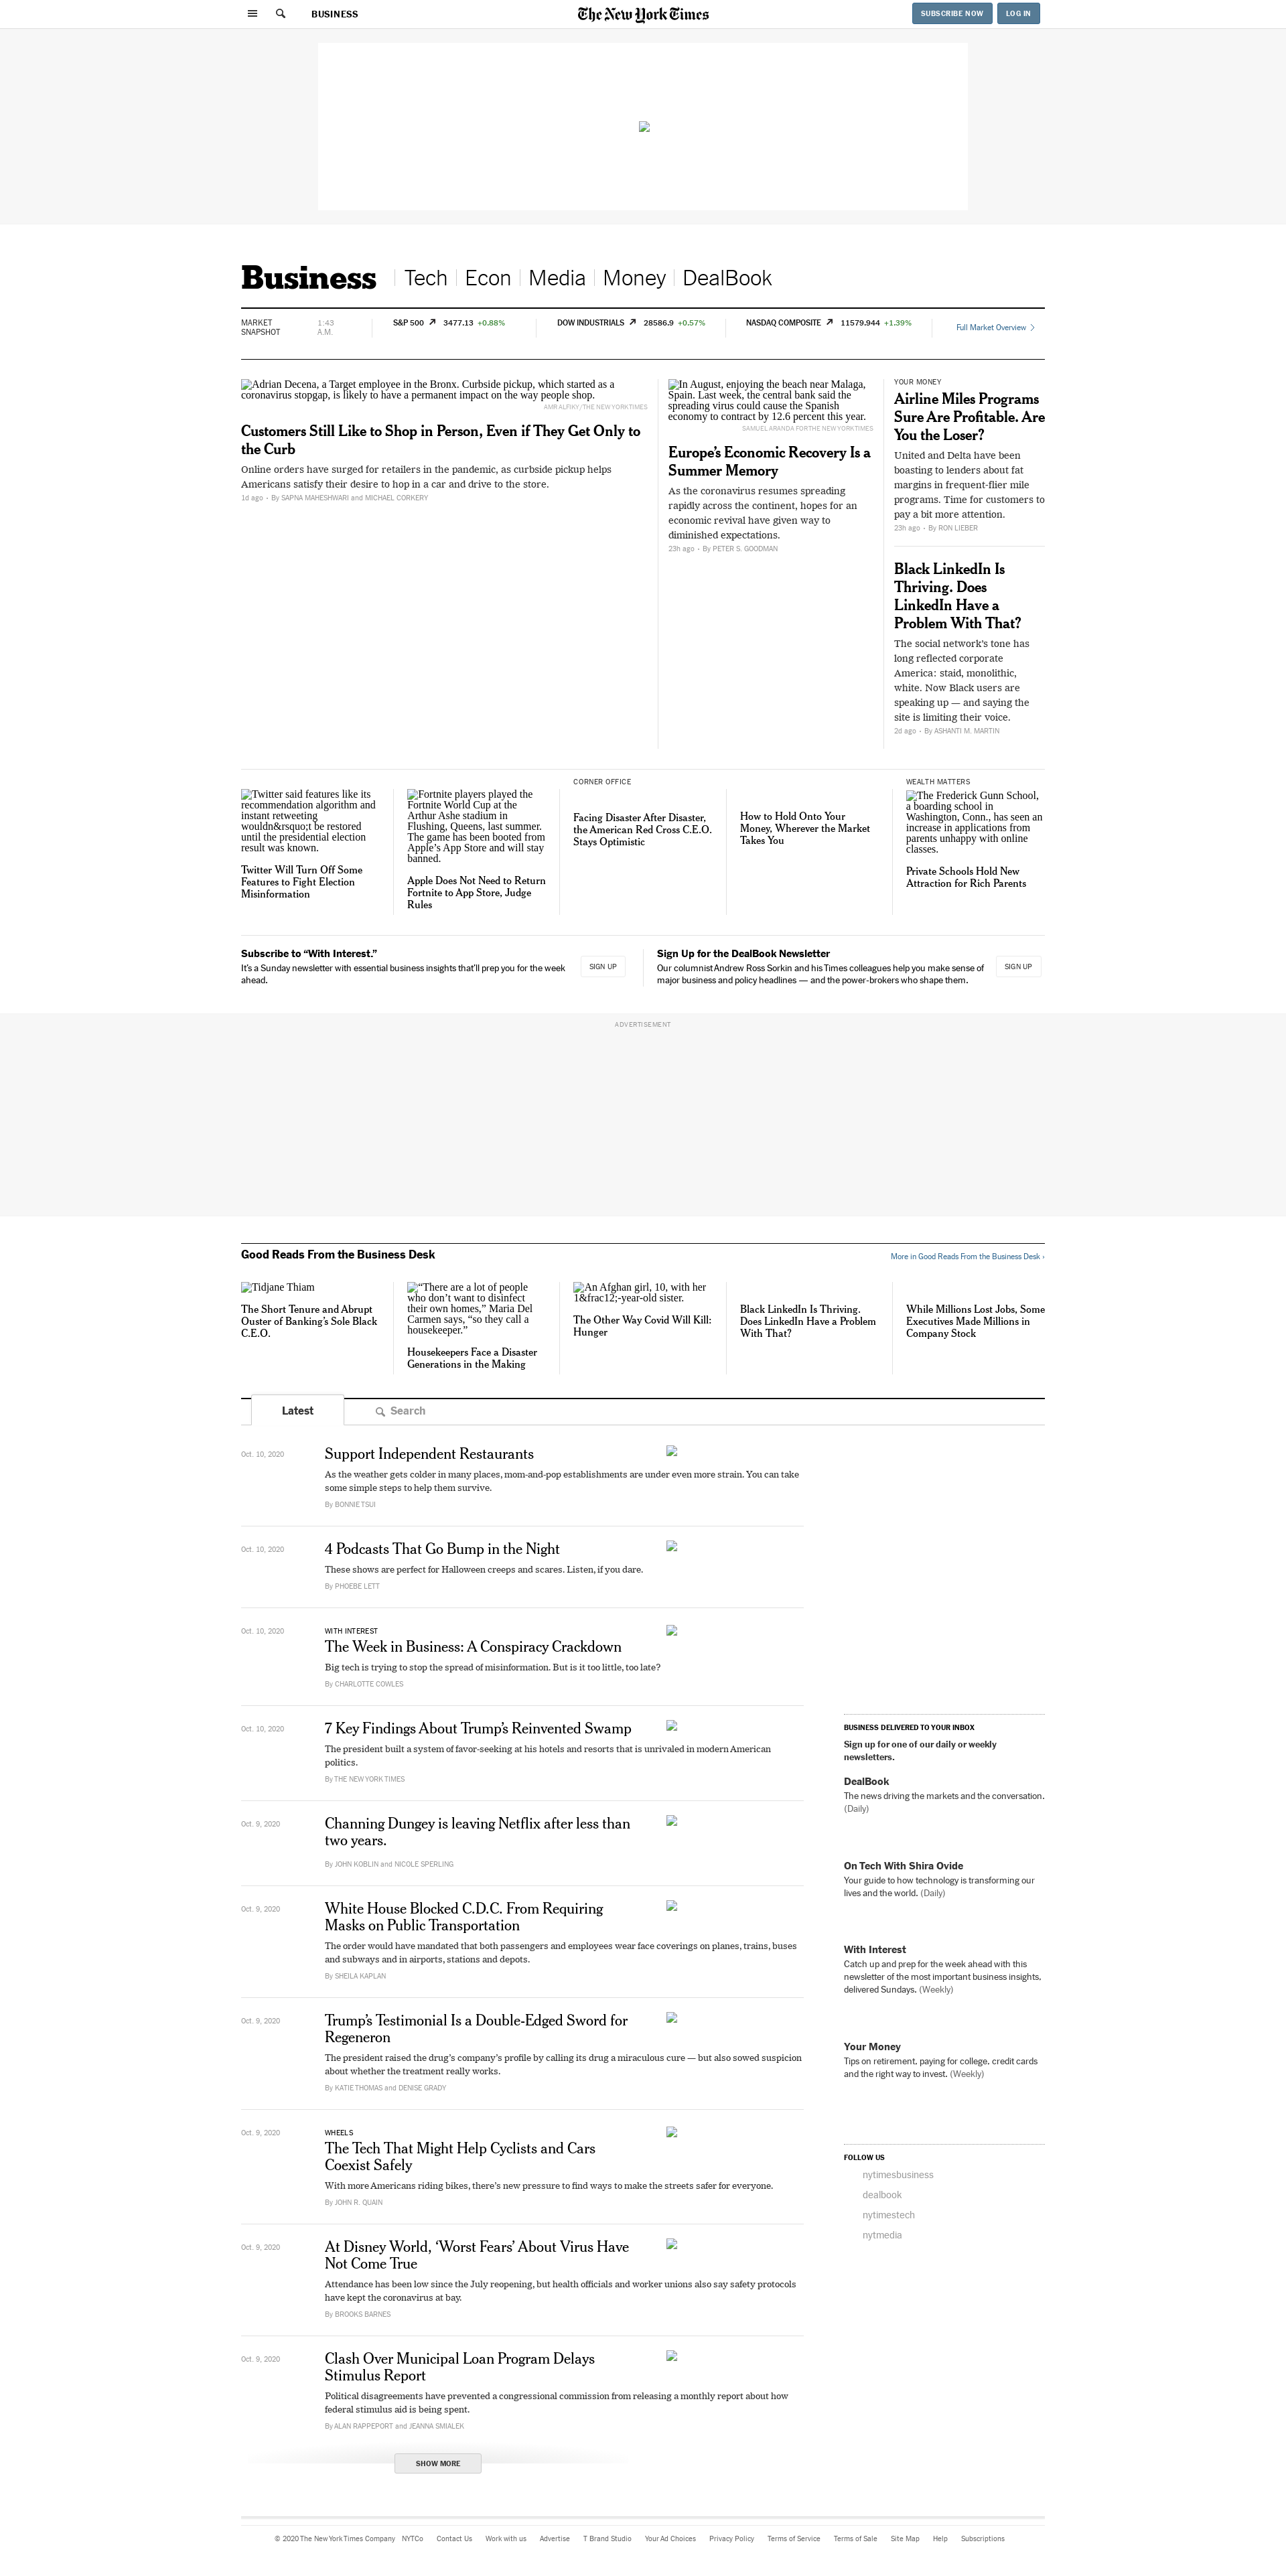 BUSINESS
The New York Times
SUBSCRIBE NOW
LOG IN
Business
Tech
Econ
Media
Money
DealBook
MARKET
SNAPSHOT
1:43
A.M.
S&P 500 3477.13 +0.88%
DOW INDUSTRIALS 28586.9 +0.57%
NASDAQ COMPOSITE 11579.944 +1.39%
Full Market Overview
Adrian Decena, a Target employee in the Bronx. Curbside pickup, which started as a
coronavirus stopgap, is likely to have a permanent impact on the way people shop.
AMR ALFIKY/THE NEW YORK TIMES
Customers Still Like to Shop in Person, Even if They Get Only to
the Curb
Online orders have surged for retailers in the pandemic, as curbside pickup helps
Americans satisfy their desire to hop in a car and drive to the store.
1d ago • By SAPNA MAHESHWARI and MICHAEL CORKERY
In August, enjoying the beach near Malaga,
Spain. Last week, the central bank said the
spreading virus could cause the Spanish
economy to contract by 12.6 percent this year.
SAMUEL ARANDA FOR THE NEW YORK TIMES
Europe’s Economic Recovery Is a
Summer Memory
As the coronavirus resumes spreading
rapidly across the continent, hopes for an
economic revival have given way to
diminished expectations.
23h ago • By PETER S. GOODMAN
YOUR MONEY
Airline Miles Programs
Sure Are Profitable. Are
You the Loser?
United and Delta have been
boasting to lenders about fat
margins in frequent-flier mile
programs. Time for customers to
pay a bit more attention.
23h ago • By RON LIEBER
Black LinkedIn Is
Thriving. Does
LinkedIn Have a
Problem With That?
The social network’s tone has
long reflected corporate
America: staid, monolithic,
white. Now Black users are
speaking up — and saying the
site is limiting their voice.
2d ago • By ASHANTI M. MARTIN
Twitter said features like its
recommendation algorithm and
instant retweeting
wouldn&rsquo;t be restored
until the presidential election
result was known.
Twitter Will Turn Off Some
Features to Fight Election
Misinformation
Fortnite players played the
Fortnite World Cup at the
Arthur Ashe stadium in
Flushing, Queens, last summer.
The game has been booted from
Apple’s App Store and will stay
banned.
Apple Does Not Need to Return
Fortnite to App Store, Judge
Rules
CORNER OFFICE
Facing Disaster After Disaster,
the American Red Cross C.E.O.
Stays Optimistic
How to Hold Onto Your
Money, Wherever the Market
Takes You
WEALTH MATTERS
The Frederick Gunn School,
a boarding school in
Washington, Conn., has seen an
increase in applications from
parents unhappy with online
classes.
Private Schools Hold New
Attraction for Rich Parents
Subscribe to “With Interest.”
It’s a Sunday newsletter with essential business insights that’ll prep you for the week
ahead.
SIGN UP
Sign Up for the DealBook Newsletter
Our columnist Andrew Ross Sorkin and his Times colleagues help you make sense of
major business and policy headlines — and the power-brokers who shape them.
SIGN UP
ADVERTISEMENT
Good Reads From the Business Desk
More in Good Reads From the Business Desk ›
Tidjane Thiam
The Short Tenure and Abrupt
Ouster of Banking’s Sole Black
C.E.O.
“There are a lot of people
who don’t want to disinfect
their own homes,” Maria Del
Carmen says, “so they call a
housekeeper.”
Housekeepers Face a Disaster
Generations in the Making
An Afghan girl, 10, with her
1&frac12;-year-old sister.
The Other Way Covid Will Kill:
Hunger
Black LinkedIn Is Thriving.
Does LinkedIn Have a Problem
With That?
While Millions Lost Jobs, Some
Executives Made Millions in
Company Stock
Latest
Search
Oct. 10, 2020
Support Independent Restaurants
As the weather gets colder in many places, mom-and-pop establishments are under even more strain. You can take
some simple steps to help them survive.
By BONNIE TSUI
Oct. 10, 2020
4 Podcasts That Go Bump in the Night
These shows are perfect for Halloween creeps and scares. Listen, if you dare.
By PHOEBE LETT
Oct. 10, 2020
WITH INTEREST
The Week in Business: A Conspiracy Crackdown
Big tech is trying to stop the spread of misinformation. But is it too little, too late?
By CHARLOTTE COWLES
Oct. 10, 2020
7 Key Findings About Trump’s Reinvented Swamp
The president built a system of favor-seeking at his hotels and resorts that is unrivaled in modern American
politics.
By THE NEW YORK TIMES
Oct. 9, 2020
Channing Dungey is leaving Netflix after less than
two years.
By JOHN KOBLIN and NICOLE SPERLING
Oct. 9, 2020
White House Blocked C.D.C. From Requiring
Masks on Public Transportation
The order would have mandated that both passengers and employees wear face coverings on planes, trains, buses
and subways and in airports, stations and depots.
By SHEILA KAPLAN
Oct. 9, 2020
Trump’s Testimonial Is a Double-Edged Sword for
Regeneron
The president raised the drug’s company’s profile by calling its drug a miraculous cure — but also sowed suspicion
about whether the treatment really works.
By KATIE THOMAS and DENISE GRADY
Oct. 9, 2020
WHEELS
The Tech That Might Help Cyclists and Cars
Coexist Safely
With more Americans riding bikes, there’s new pressure to find ways to make the streets safer for everyone.
By JOHN R. QUAIN
Oct. 9, 2020
At Disney World, ‘Worst Fears’ About Virus Have
Not Come True
Attendance has been low since the July reopening, but health officials and worker unions also say safety protocols
have kept the coronavirus at bay.
By BROOKS BARNES
Oct. 9, 2020
Clash Over Municipal Loan Program Delays
Stimulus Report
Political disagreements have prevented a congressional commission from releasing a monthly report about how
federal stimulus aid is being spent.
By ALAN RAPPEPORT and JEANNA SMIALEK
SHOW MORE
BUSINESS DELIVERED TO YOUR INBOX
Sign up for one of our daily or weekly
newsletters.
DealBook
The news driving the markets and the conversation.
(Daily)
On Tech With Shira Ovide
Your guide to how technology is transforming our
lives and the world. (Daily)
With Interest
Catch up and prep for the week ahead with this
newsletter of the most important business insights,
delivered Sundays. (Weekly)
Your Money
Tips on retirement, paying for college, credit cards
and the right way to invest. (Weekly)
FOLLOW US
nytimesbusiness
dealbook
nytimestech
nytmedia
© 2020 The New York Times Company NYTCo Contact Us Work with us Advertise T Brand Studio Your Ad Choices Privacy Policy Terms of Service Terms of Sale Site Map Help Subscriptions